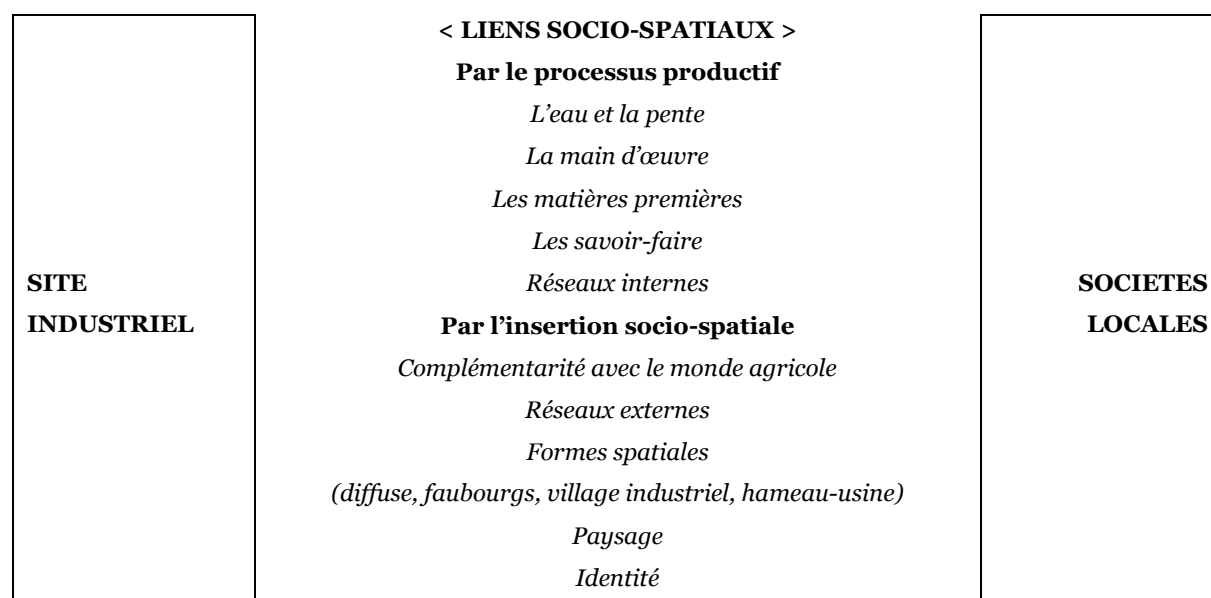 < LIENS SOCIO-SPATIAUX >
Par le processus productif
L’eau et la pente
La main d’œuvre
Les matières premières
Les savoir-faire
SITE
INDUSTRIEL
Réseaux internes
Par l’insertion socio-spatiale
Complémentarité avec le monde agricole
Réseaux externes
Formes spatiales
(diffuse, faubourgs, village industriel, hameau-usine)
Paysage
Identité
SOCIETES
LOCALES